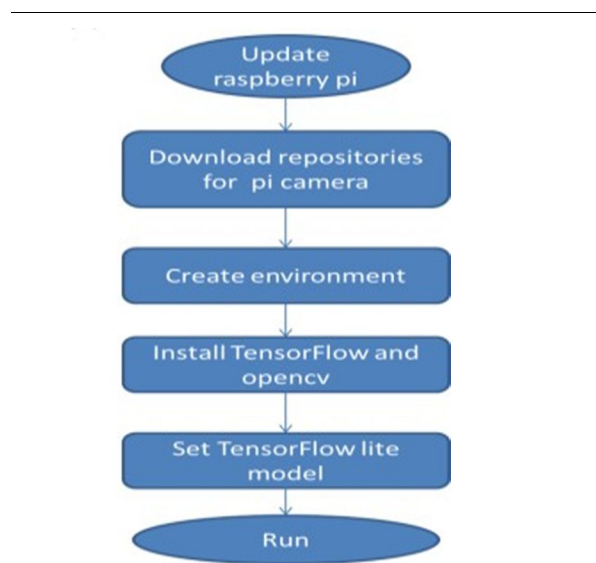 Update
raspberry pi
Download repositories
for pi camera
Create environment
Install TensorFlow and
opencv
Set TensorFlow lite
model
Run